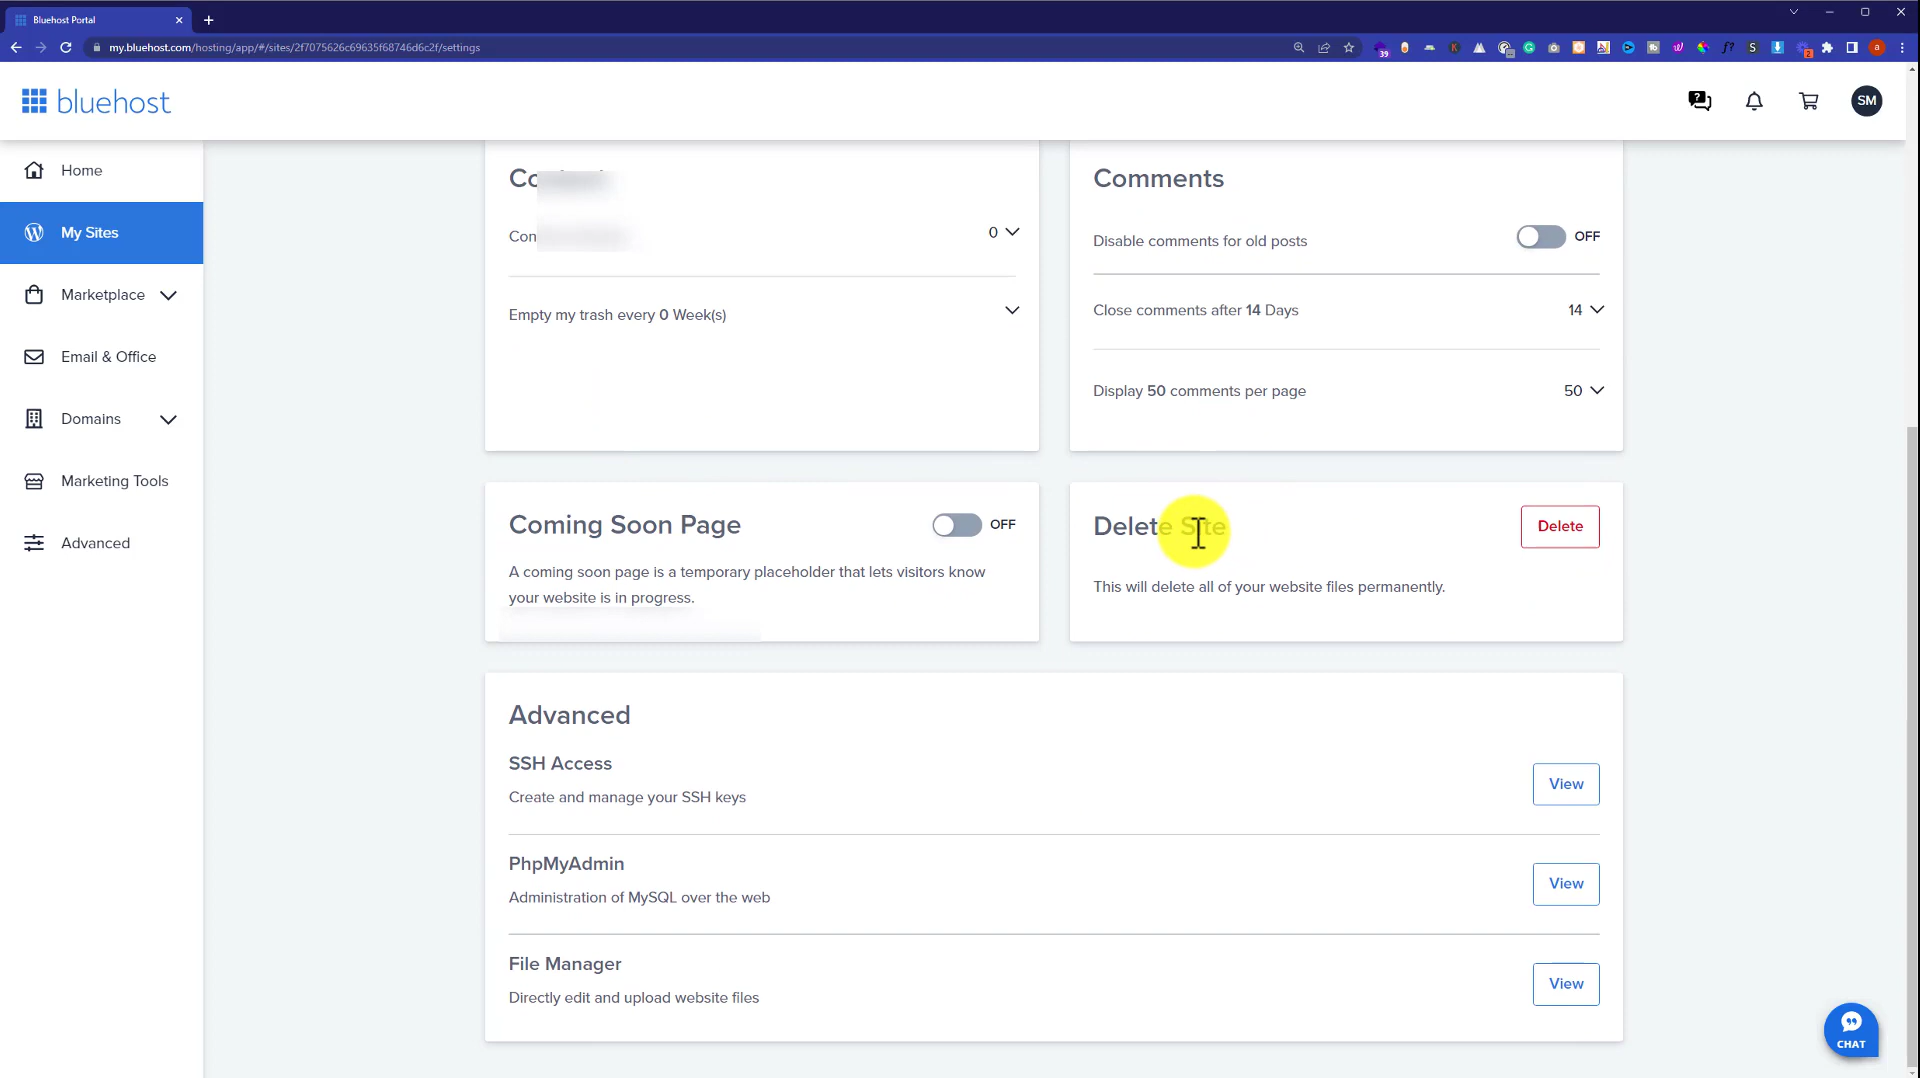 Bluehost Portal
my.bluehost.com/hosting/app/#/sites/2f7075626c69635f68746d6c2f/settings
39
2
a
bluehost
SM
Home
My Sites
Marketplace
Email & Office
Domains
Marketing Tools
Advanced
0
Empty my trash every 0 Week(s)
Comments
Disable comments for old posts
OFF
Close comments after 14 Days
14
Display 50 comments per page
50
Coming Soon Page
OFF
A coming soon page is a temporary placeholder that lets visitors know
your website is in progress.
Delete Site
Delete
This will delete all of your website files permanently.
Advanced
SSH Access
Create and manage your SSH keys
View
PhpMyAdmin
Administration of MySQL over the web
View
File Manager
Directly edit and upload website files
View
CHAT